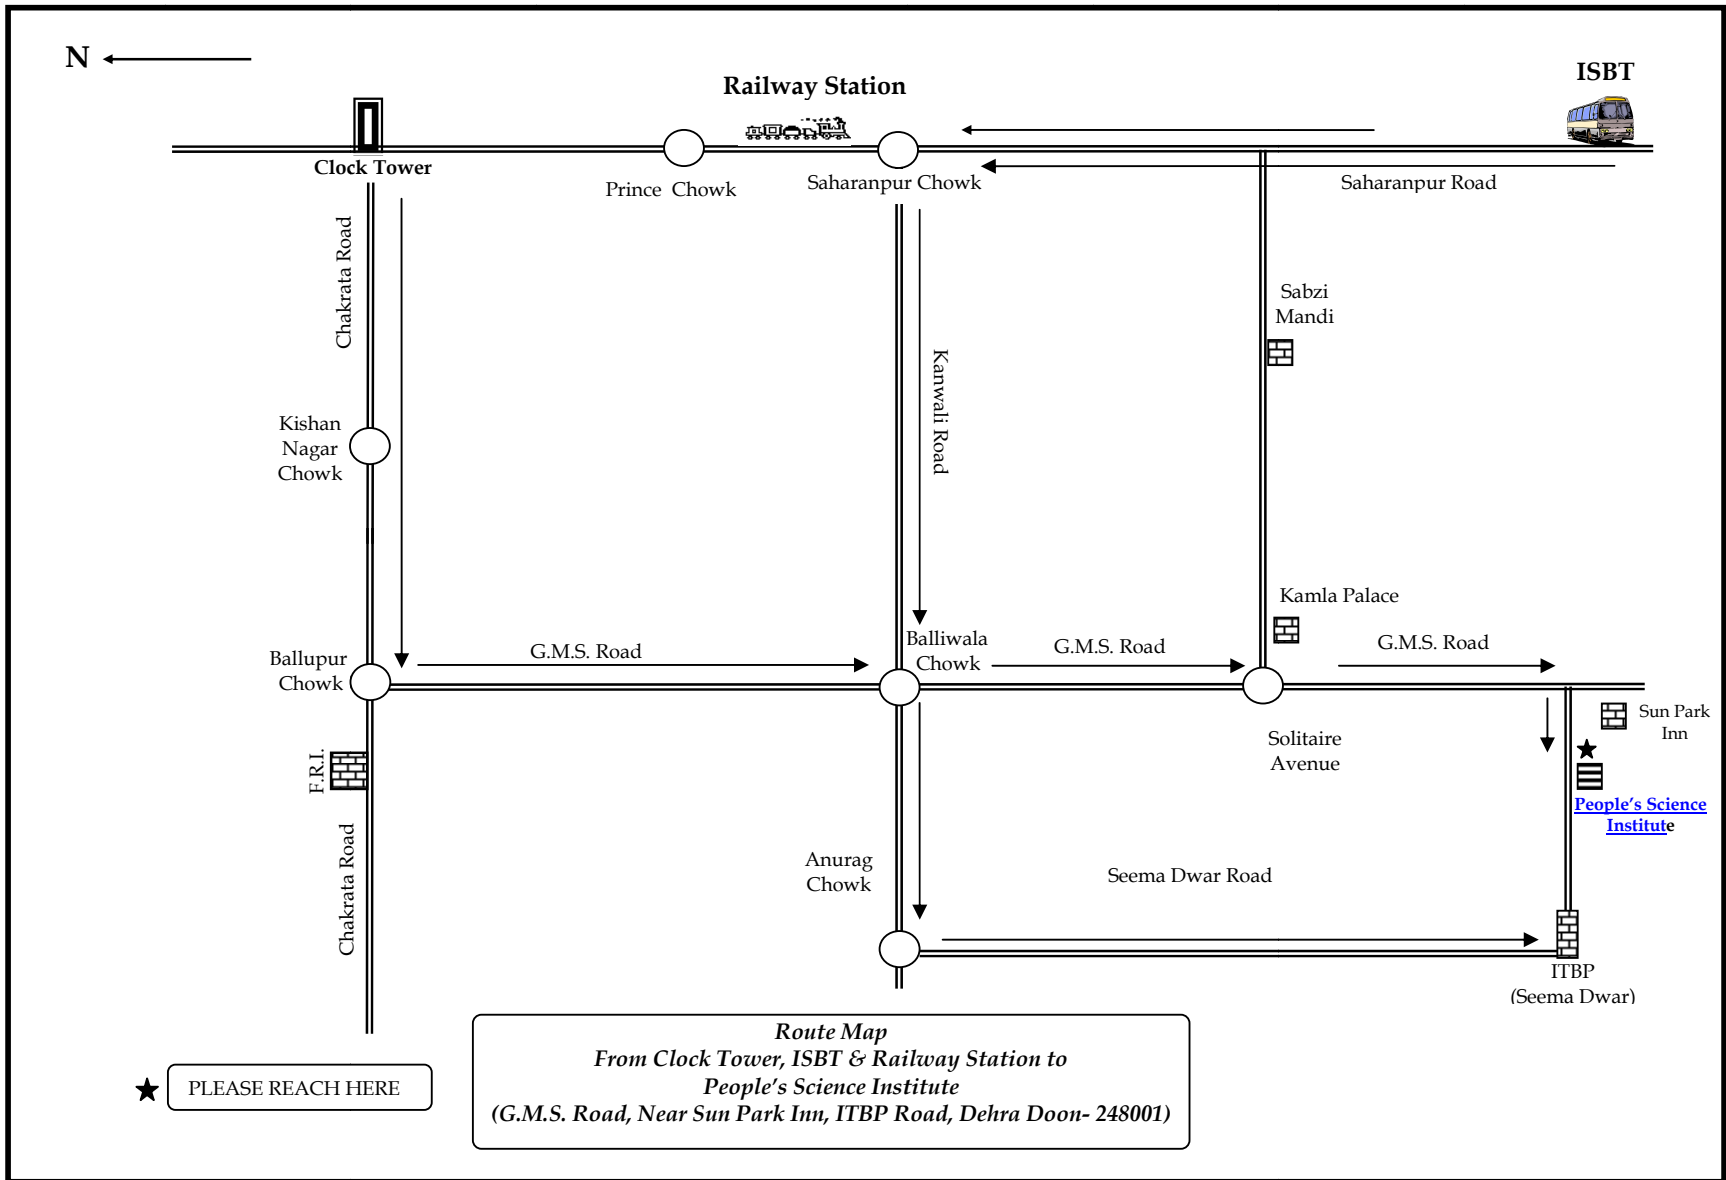 N
Railway Station
ISBT
Clock Tower
Prince Chowk
Saharanpur Chowk
Saharanpur Road
Chakrata Road
Kanwali Road
Sabzi
Mandi
Kishan
Nagar
Chowk
Kamla Palace
Ballupur
Chowk
G.M.S. Road
Balliwala
Chowk
G.M.S. Road
G.M.S. Road
Sun Park
Inn
F.R.I.
Solitaire
Avenue
People's Science
Institute
Chakrata Road
Anurag
Chowk
Seema Dwar Road
ITBP
(Seema Dwar)
Route Map
From Clock Tower, ISBT & Railway Station to
People's Science Institute
(G.M.S. Road, Near Sun Park Inn, ITBP Road, Dehra Doon- 248001)
PLEASE REACH HERE